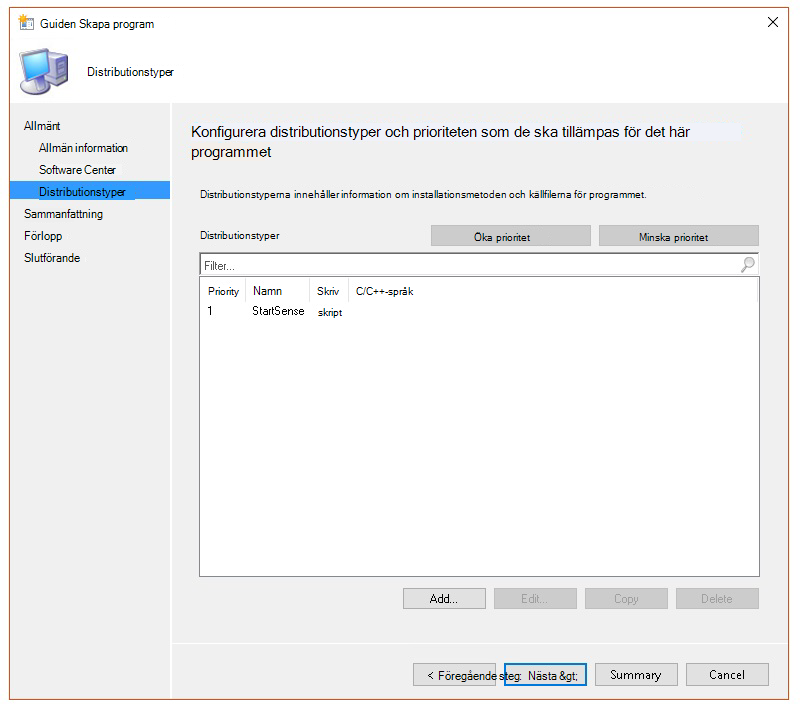 Guiden Skapa program
Distributionstyper
Allmänt
Allmän information
Software Center
Distributionstyper
Sammanfattning
Förlopp
Slutförande
Konfigurera distributionstyper och prioriteten som de ska tillämpas för det här
programmet
Distributionstyperna innehåller information om installationsmetoden och källfilerna för programmet.
Distributionstyper
Öka prioritet
Minska prioritet
Filter...
Priority Namn Skriv C/C++-språk
1 StartSense skript
Add...
Edit...
Copy
Delete
< Föregående steg: Nästa &gt;
Summary
Cancel